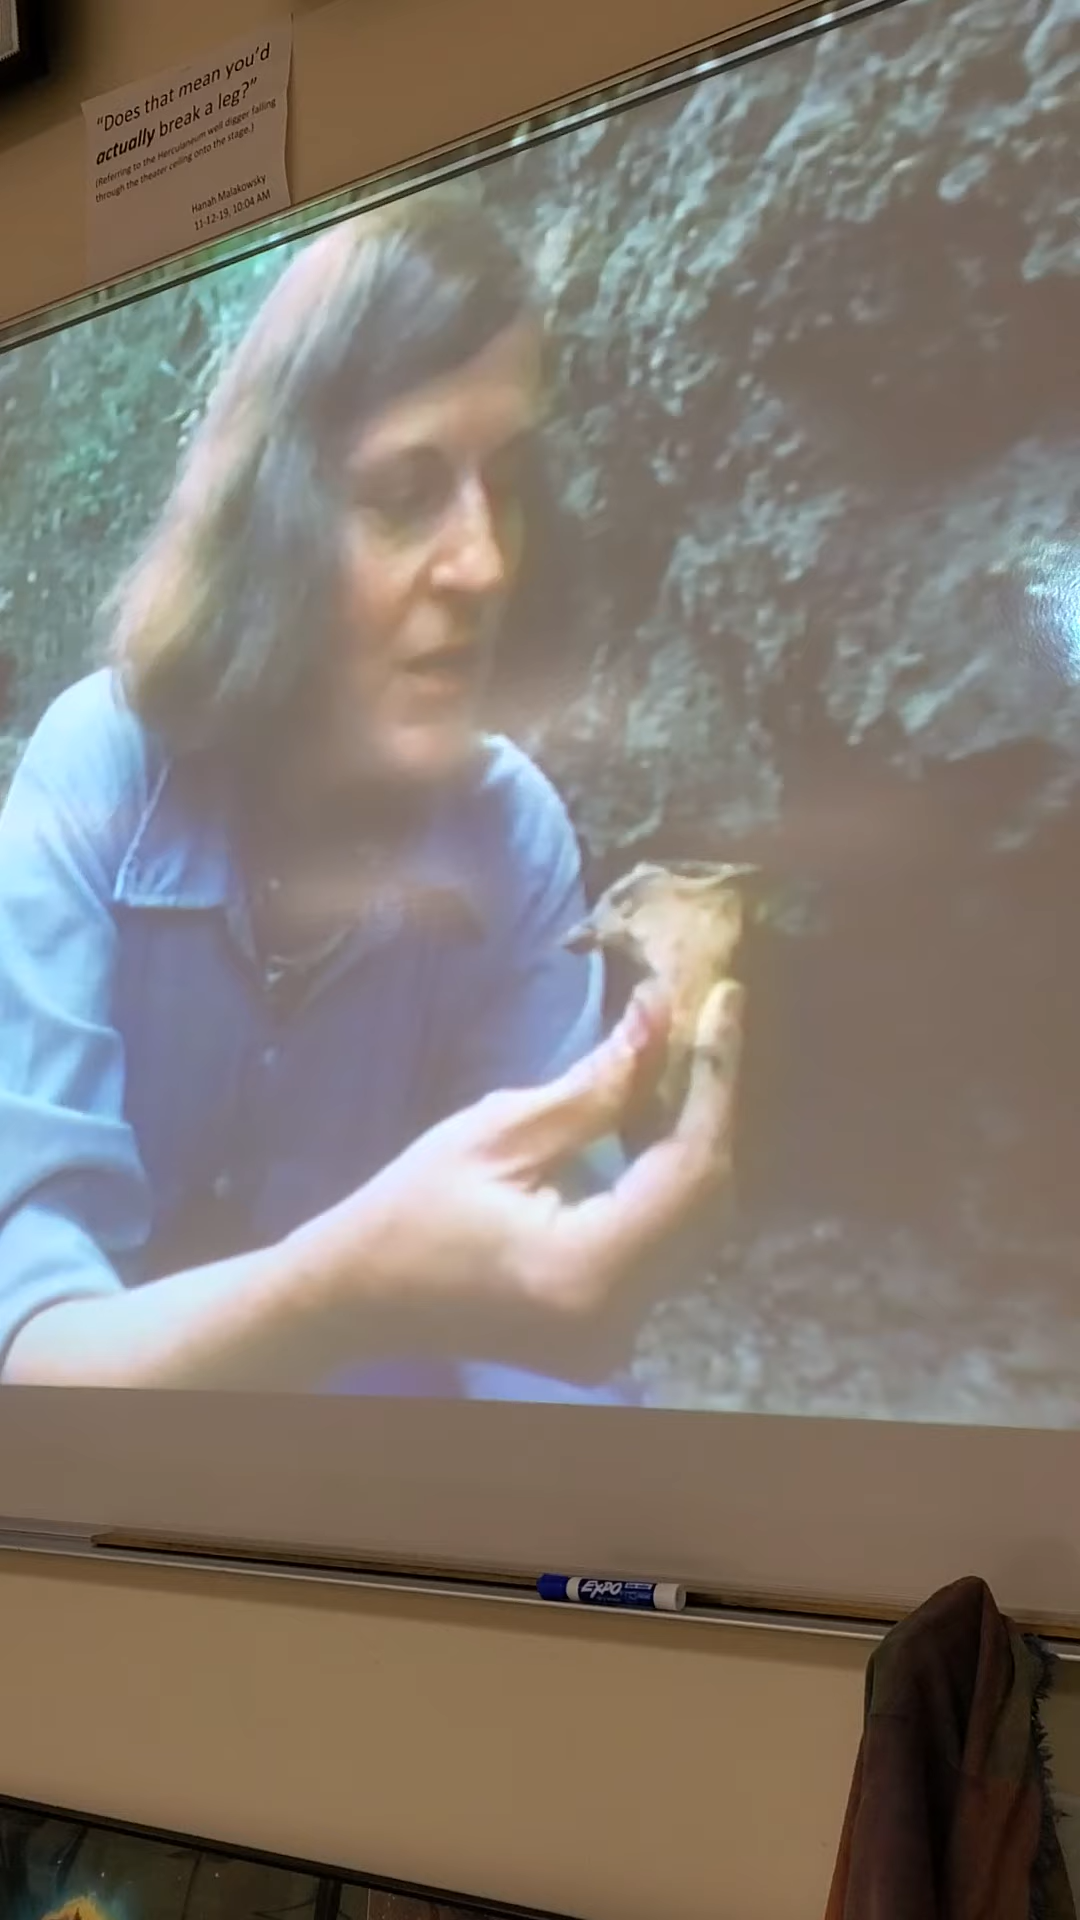 "Does that mean you'd
actually break a leg?"
(Referring to the Herculaneum well digger falling
through the theater ceiling onto the stage.)
Hanah Malakowsky
11-12-19, 10:04 AM
EXPO